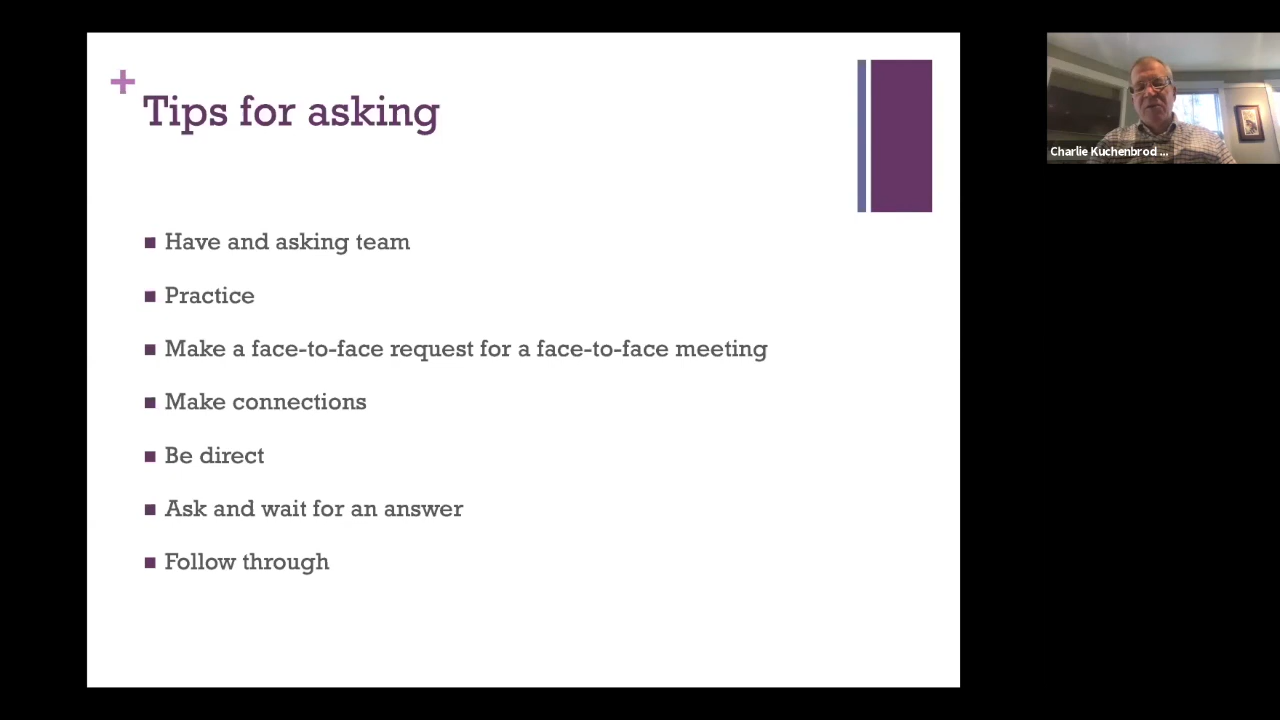 +
Tips for asking
Have and asking team
Practice
Make a face-to-face request for a face-to-face meeting
Make connections
Be direct
Ask and wait for an answer
Follow through
Charlie Kuchenbrod ...